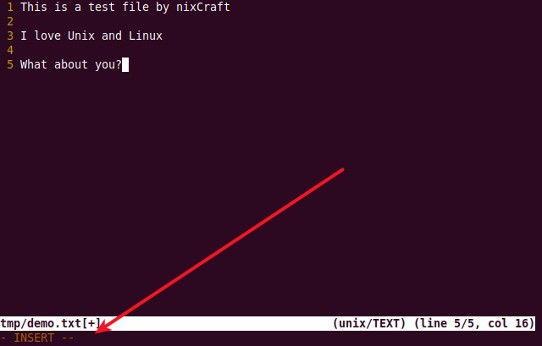 1 This is a test file by nixCraft
2
3 I love Unix and Linux
4
5 What about you?
tmp/demo.txt[+] (unix/TEXT) (line 5/5, col 16)
- INSERT --